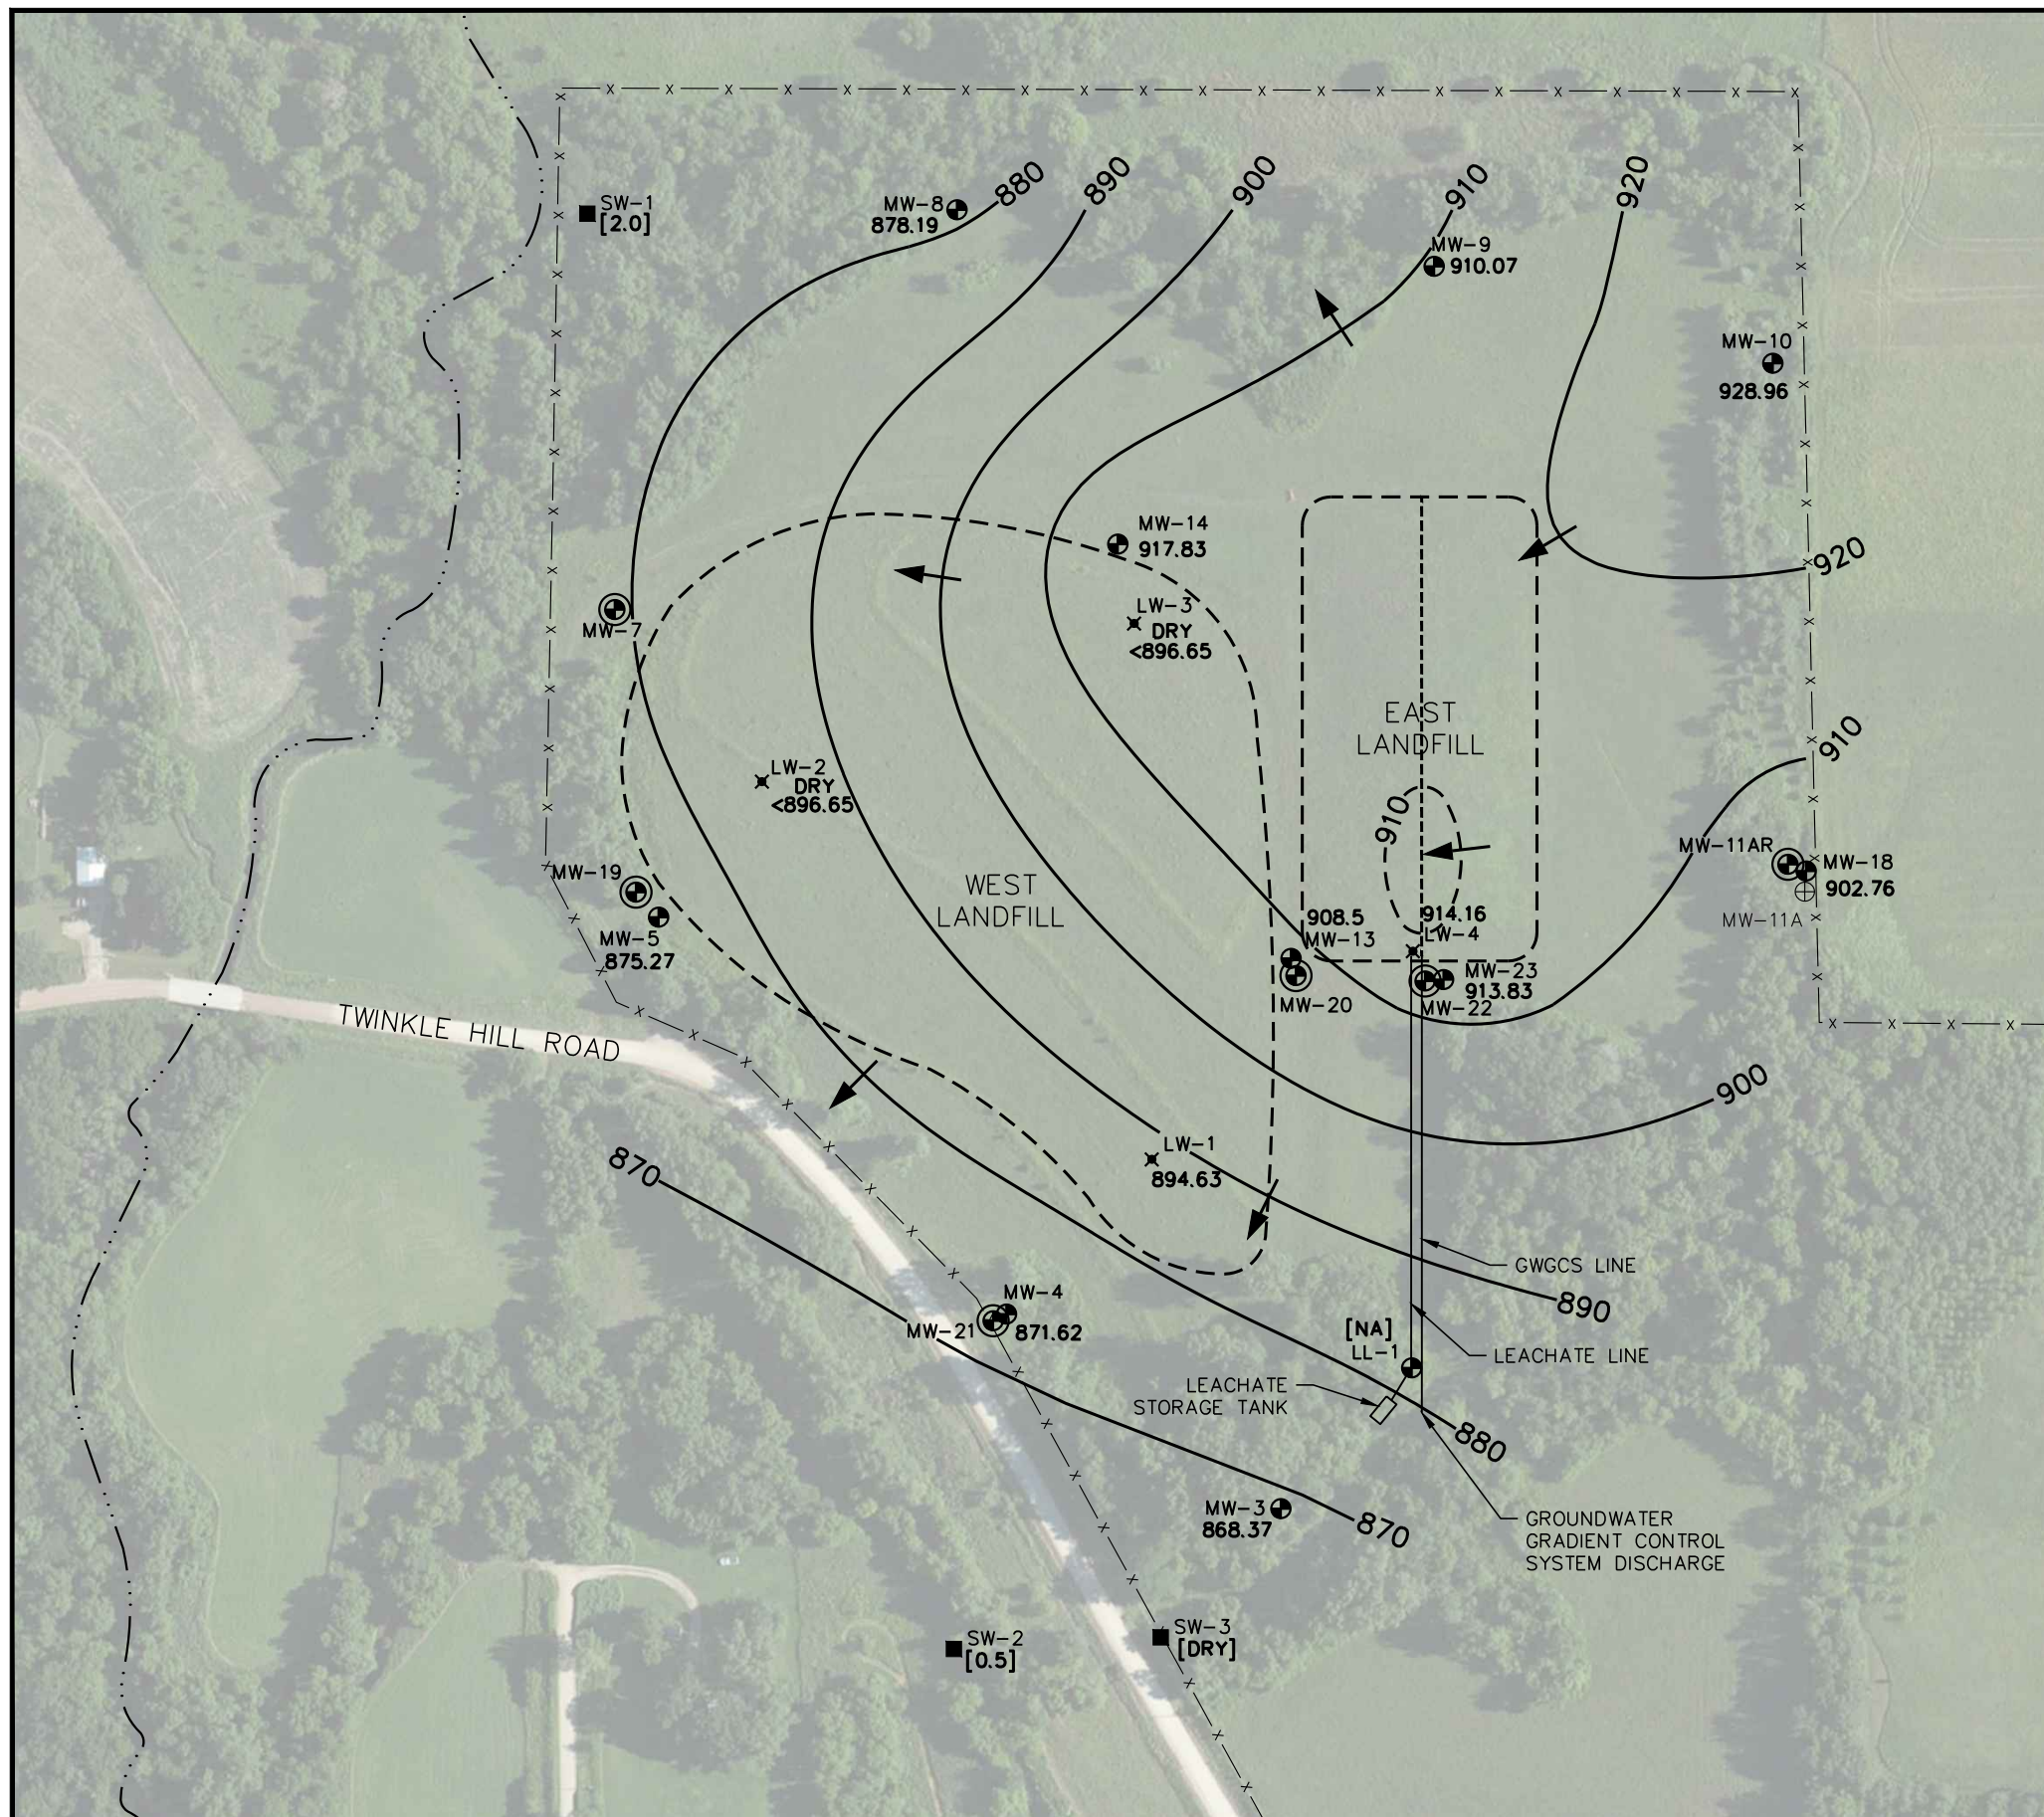 880
890
900
910
920
SW-1
[2.0]
MW-8
878.19
MW-9
910.07
MW-10
928.96
MW-14
917.83
920
LW-3
DRY
<896.65
MW-7
EAST
LANDFILL
910
LW-2
DRY
<896.65
910
MW-11AR
MW-18
902.76
MW-11A
MW-19
WEST
LANDFILL
MW-5
875.27
908.5
MW-13
914.16
LW-4
MW-23
913.83
MW-20
MW-22
TWINKLE HILL ROAD
900
870
LW-1
894.63
GWGCS LINE
890
MW-4
871.62
MW-21
[NA]
LL-1
LEACHATE LINE
LEACHATE
STORAGE TANK
880
MW-3
868.37
870
GROUNDWATER
GRADIENT CONTROL
SYSTEM DISCHARGE
SW-2
[0.5]
SW-3
[DRY]